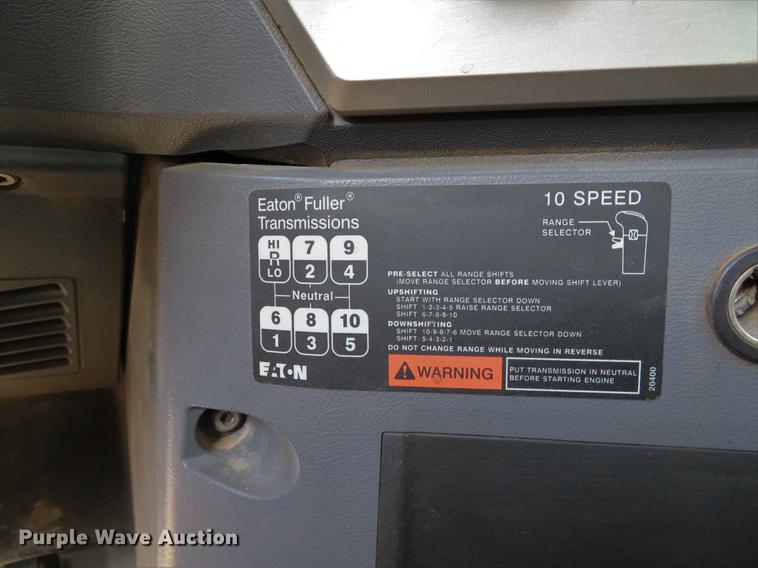 Eaton® Fuller®
Transmissions
10 SPEED
RANGE
SELECTOR
HI
R
LO
7
2
9
4
Neutral
6
1
8
3
10
5
EATON
PRE-SELECT ALL RANGE SHIFTS
(MOVE RANGE SELECTOR BEFORE MOVING SHIFT LEVER)
UPSHIFTING
START WITH RANGE SELECTOR DOWN
SHIFT 1-2-3-4-5 RAISE RANGE SELECTOR
SHIFT 6-7-8-9-10
DOWNSHIFTING
SHIFT 10-9-8-7-6 MOVE RANGE SELECTOR DOWN
SHIFT 5-4-3-2-1
DO NOT CHANGE RANGE WHILE MOVING IN REVERSE
WARNING
PUT TRANSMISSION IN NEUTRAL
BEFORE STARTING ENGINE
20400
Purple Wave Auction